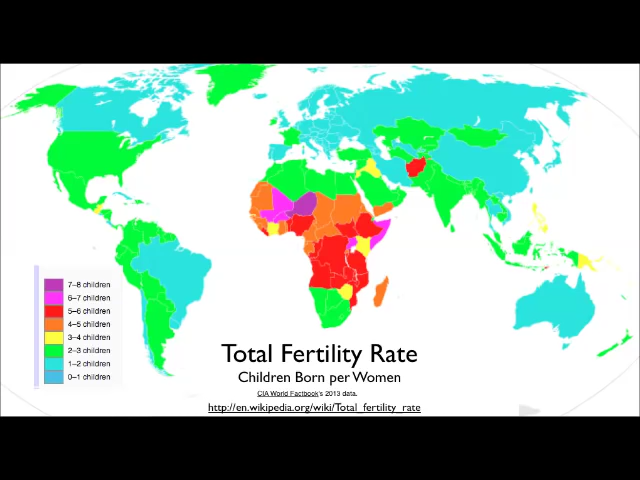 7–8 children
6–7 children
5–6 children
4–5 children
3–4 children
2–3 children
1–2 children
0–1 children
Total Fertility Rate
Children Born per Women
CIA World Factbook's 2013 data.
http://en.wikipedia.org/wiki/Total_fertility_rate